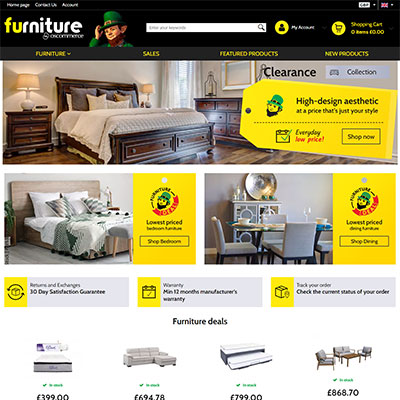 Home page Contact Us Account
GBP
furniture
by oscommerce
Enter your keywords
My Account
Shopping Cart
0 items £0.00
FURNITURE
SALES
FEATURED PRODUCTS
NEW PRODUCTS
Clearance Collection
High-design aesthetic
at a price that's just your style
Everyday
low price!
Shop now
FURNITURE
DEALS
Lowest priced
bedroom furniture
Shop Bedroom
FURNITURE
DEALS
Lowest priced
dining furniture
Shop Dining
Returns and Exchanges
30 Day Satisfaction Guarantee
Warranty
Min 12 months manufacturer's
warranty
Track your order
Check the current status of your order
Furniture deals
In stock
£399.00
In stock
£694.78
In stock
£799.00
In stock
£868.70